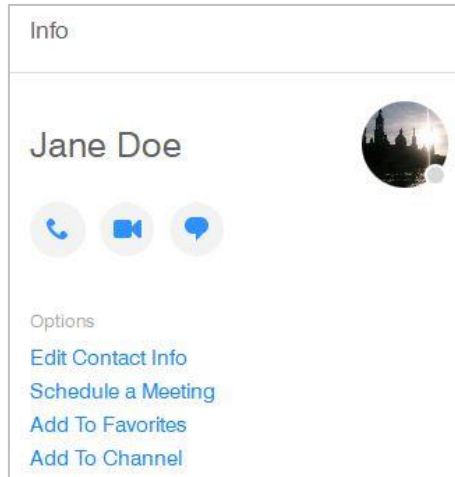 Info
Jane Doe
Options
Edit Contact Info
Schedule a Meeting
Add To Favorites
Add To Channel